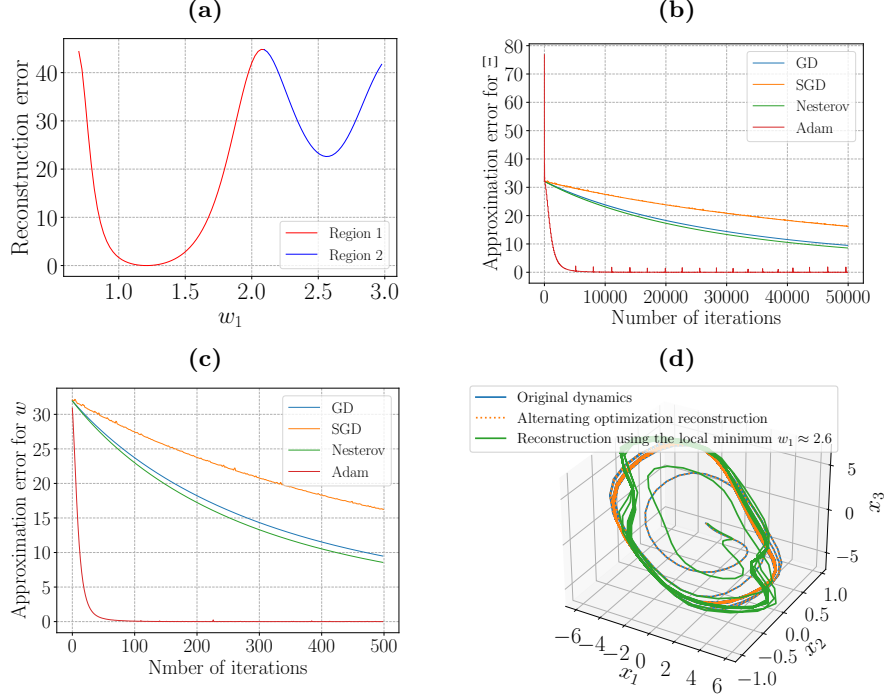 (a)
Reconstruction error
40
30
20
10
0
1.0 1.5 2.0 2.5 3.0
w₁
Region 1
Region 2
(b)
Approximation error for Ξ
80
70
60
50
40
30
20
10
0
0 10000 20000 30000 40000 50000
Number of iterations
GD
SGD
Nesterov
Adam
(c)
Approximation error for w
30
25
20
15
10
5
0
0 100 200 300 400 500
Nmber of iterations
GD
SGD
Nesterov
Adam
(d)
Original dynamics
Alternating optimization reconstruction
Reconstruction using the local minimum w₁ ≈ 2.6
−6 −4 −2 0 2 4 6
x₁
−1.0 −0.5 0.0 0.5 1.0
x₂
5
0
−5
x₃